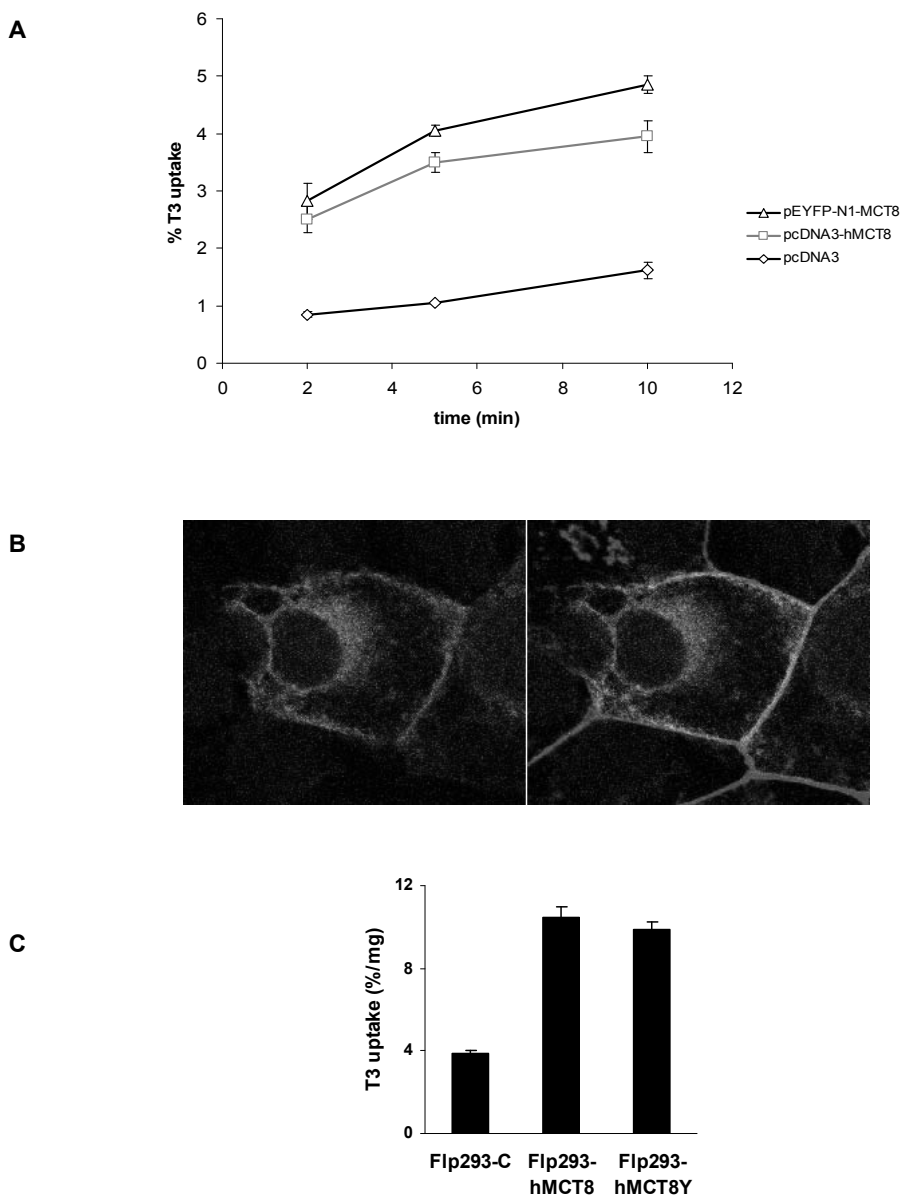 A
6
5
4
3
2
1
0
% T3 uptake
0 2 4 6 8 10 12
time (min)
pEYFP-N1-MCT8
pcDNA3-hMCT8
pcDNA3
B
C
12
8
4
0
T3 uptake (%/mg)
Flp293-C Flp293- Flp293-
hMCT8 hMCT8Y